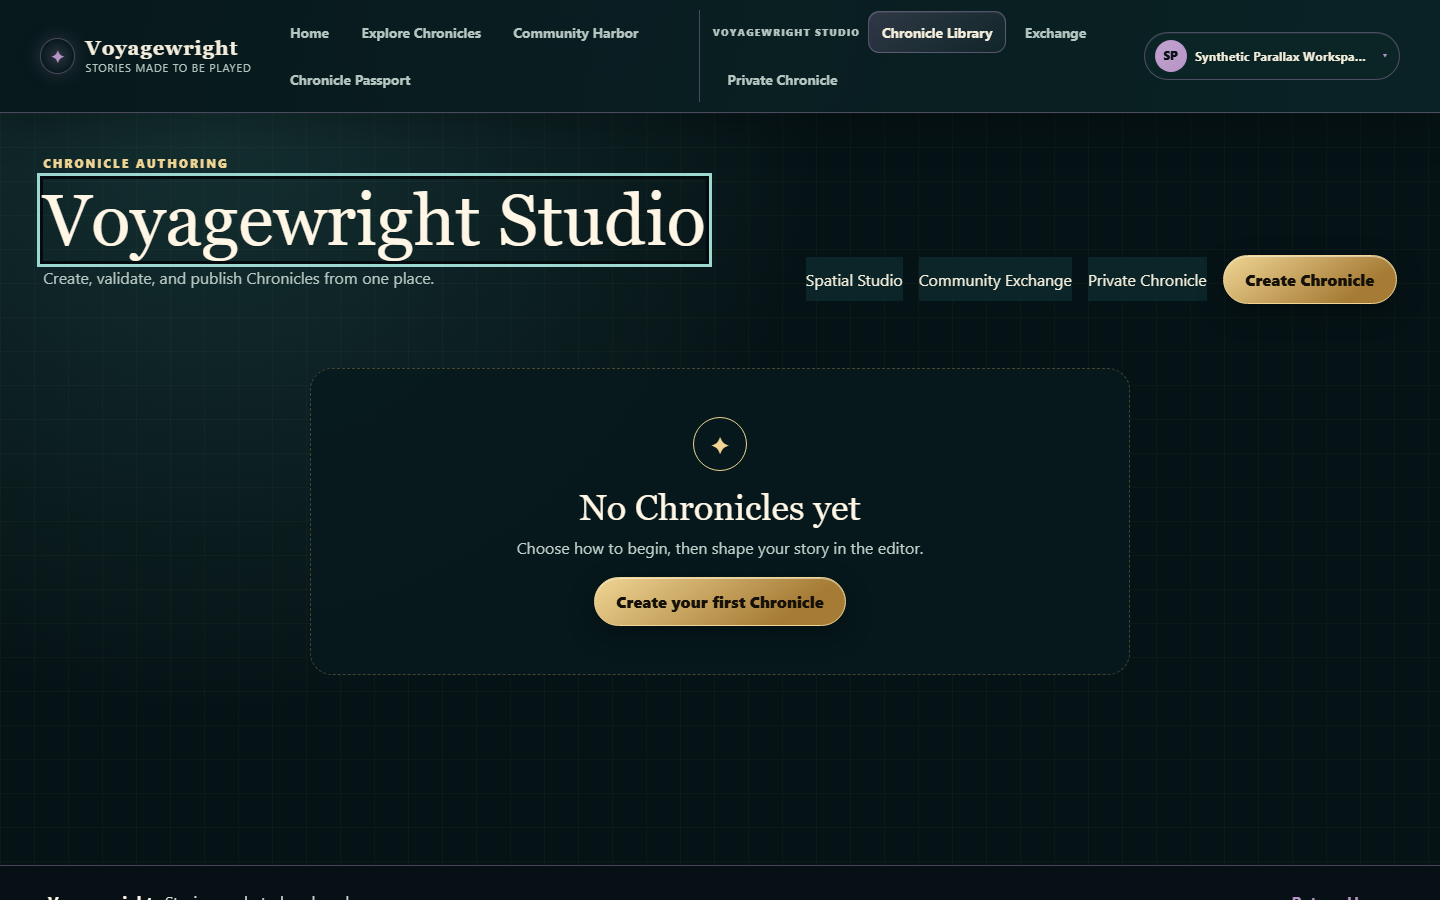 Voyagewright
STORIES MADE TO BE PLAYED
Home
Explore Chronicles
Community Harbor
Chronicle Passport
VOYAGEWRIGHT STUDIO
Chronicle Library
Exchange
Private Chronicle
SP
Synthetic Parallax Workspa...
CHRONICLE AUTHORING
Voyagewright Studio
Create, validate, and publish Chronicles from one place.
Spatial Studio
Community Exchange
Private Chronicle
Create Chronicle
No Chronicles yet
Choose how to begin, then shape your story in the editor.
Create your first Chronicle